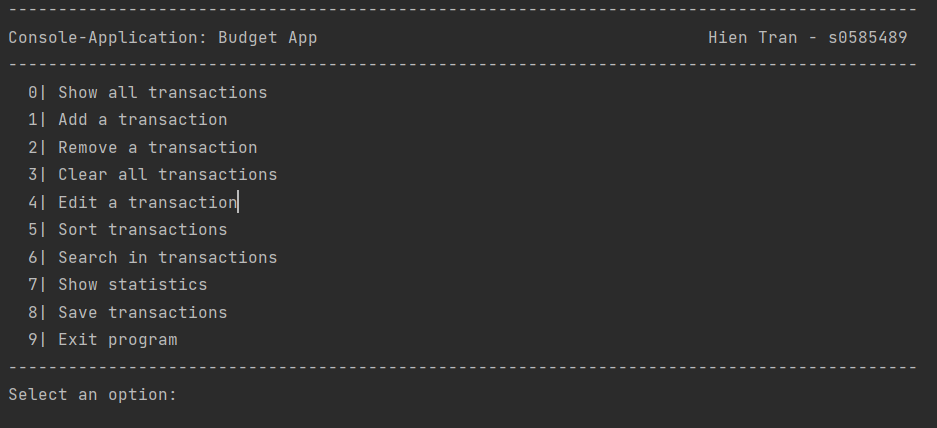 -------------------------------------------------------------------------------------------
Console-Application: Budget App                                       Hien Tran - s0585489
-------------------------------------------------------------------------------------------
  0| Show all transactions
  1| Add a transaction
  2| Remove a transaction
  3| Clear all transactions
  4| Edit a transaction
  5| Sort transactions
  6| Search in transactions
  7| Show statistics
  8| Save transactions
  9| Exit program
-------------------------------------------------------------------------------------------
Select an option: